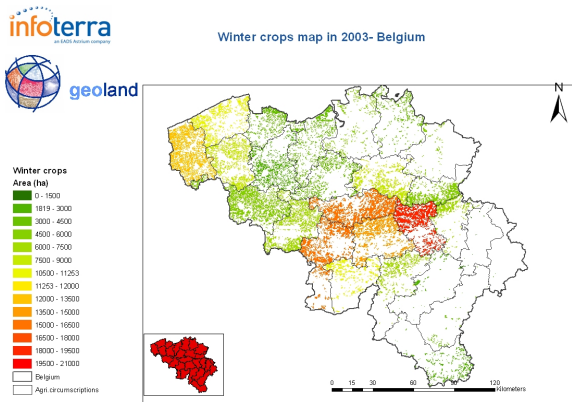 infoterra
an EADS Astrium company
Winter crops map in 2003- Belgium
geoland
N
Winter crops
Area (ha)
0 - 1500
1819 - 3000
3000 - 4500
4500 - 6000
6000 - 7500
7500 - 9000
10500 - 11253
11253 - 12000
12000 - 13500
13500 - 15000
15000 - 16500
16500 - 18000
18000 - 19500
19500 - 21000
Belgium
Agri.circumscriptions
0 15 30 60 90 120
Kilometers